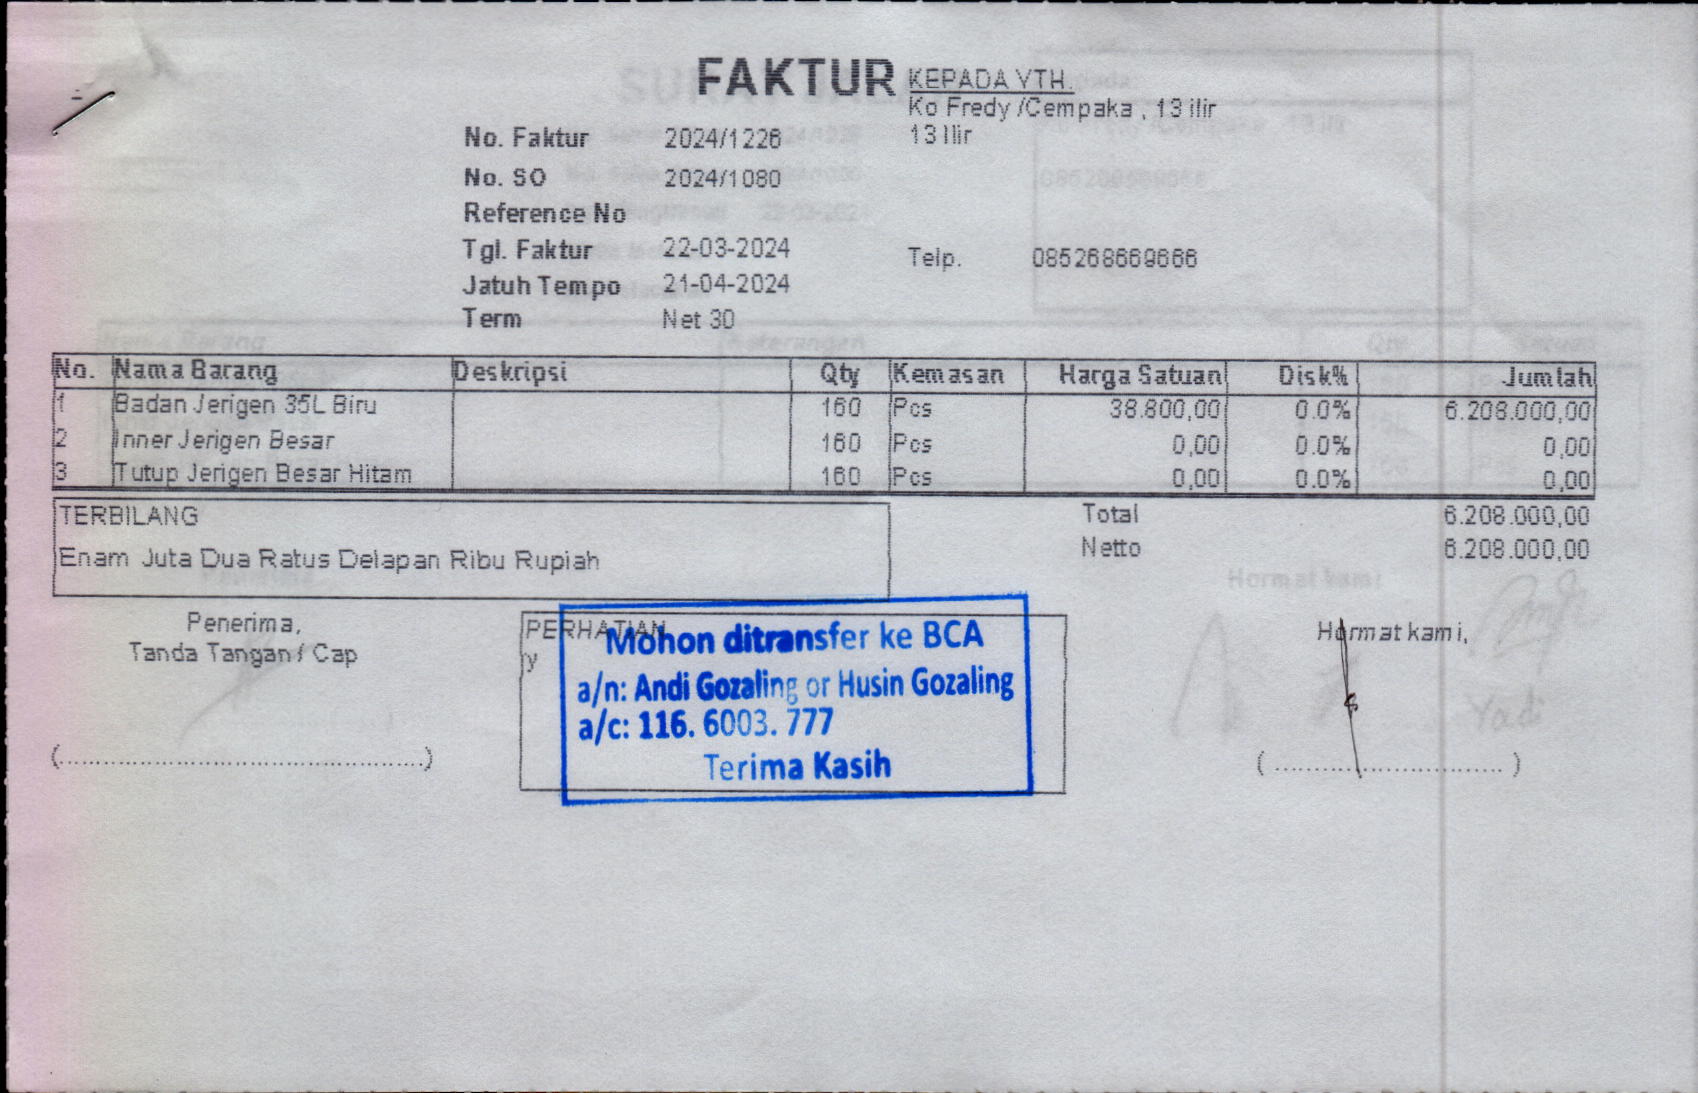 FAKTUR
KEPADA YTH.
Ko Fredy /Cempaka , 13 ilir
13 Ilir
No. Faktur 2024/1226
No. SO 2024/1080
Reference No
Tgl. Faktur 22-03-2024
Telp. 085268669666
Jatuh Tempo 21-04-2024
Term Net 30
No. Nama Barang Deskripsi Qty Kemasan Harga Satuan Disk% Jumlah
1 Badan Jerigen 35L Biru 160 Pcs 38.800,00 0.0% 6.208.000,00
2 Inner Jerigen Besar 160 Pcs 0,00 0.0% 0,00
3 Tutup Jerigen Besar Hitam 160 Pcs 0,00 0.0% 0,00
TERBILANG
Enam Juta Dua Ratus Delapan Ribu Rupiah
Total 6.208.000,00
Netto 6.208.000,00
Penerima,
Tanda Tangan / Cap
(............................................)
PERHATIAN
y
Mohon ditransfer ke BCA
a/n: Andi Gozaling or Husin Gozaling
a/c: 116. 6003. 777
Terima Kasih
Hormat kami,
(............................)